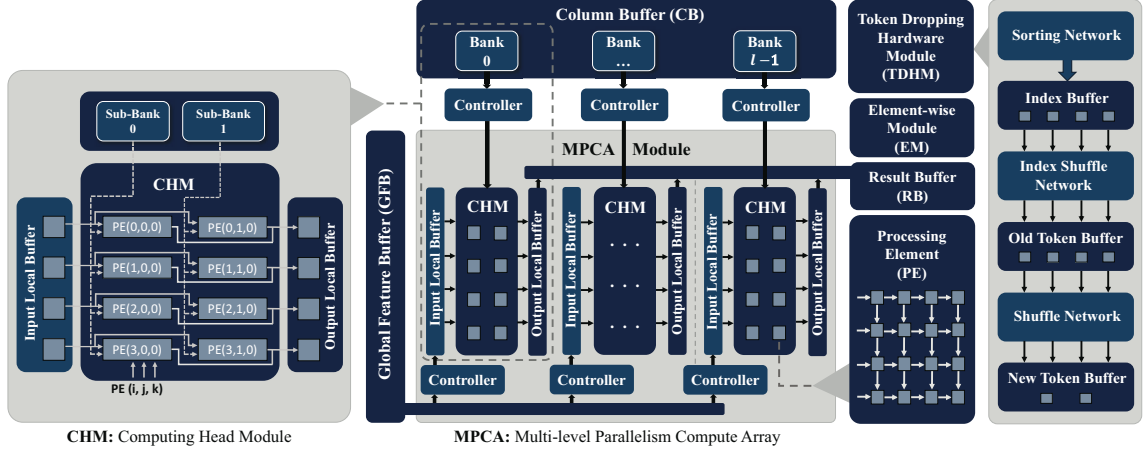 Column Buffer (CB)
Bank
0
Bank
...
Bank
l − 1
Controller
Controller
Controller
Token Dropping
Hardware
Module
(TDHM)
Sorting Network
Index Buffer
Index Shuffle
Network
Old Token Buffer
Shuffle Network
New Token Buffer
Element-wise
Module
(EM)
Result Buffer
(RB)
Processing
Element
(PE)
Sub-Bank
0
Sub-Bank
1
CHM
Input Local Buffer
PE(0,0,0)
PE(0,1,0)
PE(1,0,0)
PE(1,1,0)
PE(2,0,0)
PE(2,1,0)
PE(3,0,0)
PE(3,1,0)
Output Local Buffer
PE (i, j, k)
CHM: Computing Head Module
Global Feature Buffer (GFB)
MPCA Module
Input Local Buffer
CHM
Output Local Buffer
Input Local Buffer
CHM
. . .
. . .
. . .
. . .
Output Local Buffer
Input Local Buffer
CHM
Output Local Buffer
Controller
Controller
Controller
MPCA: Multi-level Parallelism Compute Array